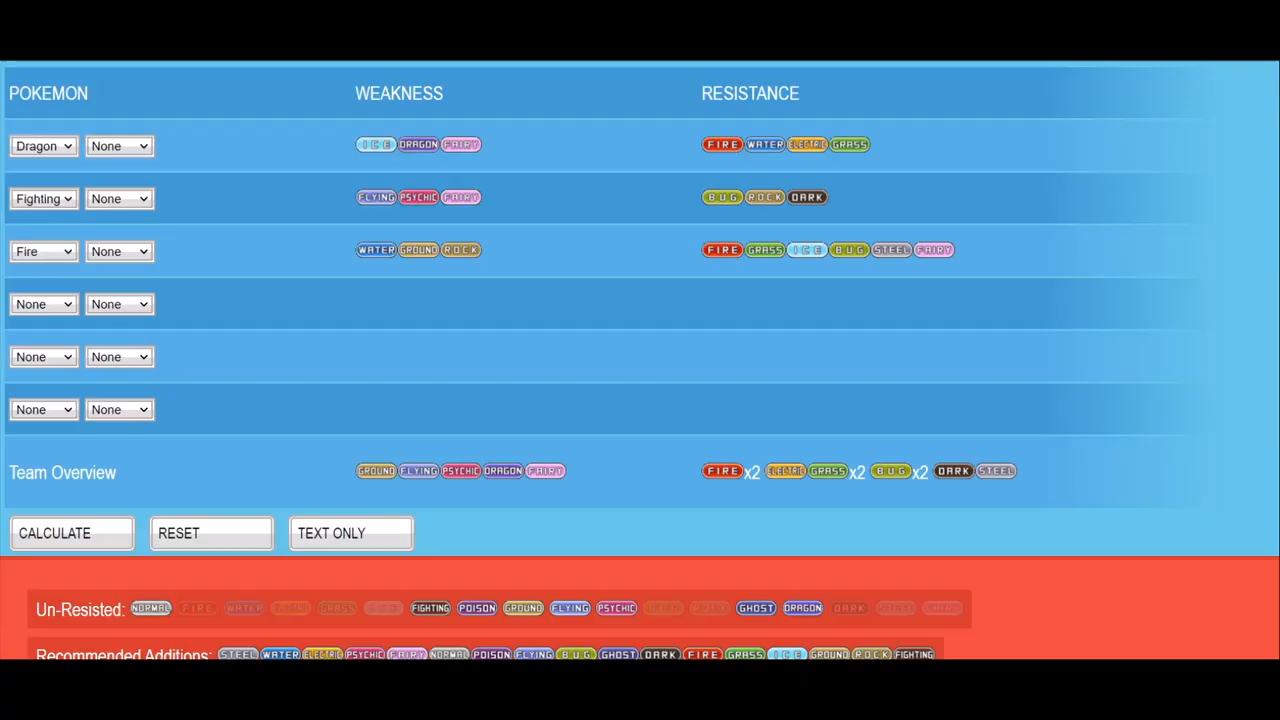 POKEMON WEAKNESS RESISTANCE
Dragon None ICE DRAGON FAIRY FIRE WATER ELECTRIC GRASS
Fighting None FLYING PSYCHIC FAIRY BUG ROCK DARK
Fire None WATER GROUND ROCK FIRE GRASS ICE BUG STEEL FAIRY
None None
None None
None None
Team Overview GROUND FLYING PSYCHIC DRAGON FAIRY FIRE x2 ELECTRIC GRASS x2 BUG x2 DARK STEEL
CALCULATE RESET TEXT ONLY
Un-Resisted: NORMAL FIRE WATER ELECTRIC GRASS ICE FIGHTING POISON GROUND FLYING PSYCHIC BUG ROCK GHOST DRAGON DARK STEEL FAIRY
Recommended Additions: STEEL WATER ELECTRIC PSYCHIC FAIRY NORMAL POISON FLYING BUG GHOST DARK FIRE GRASS ICE GROUND ROCK FIGHTING